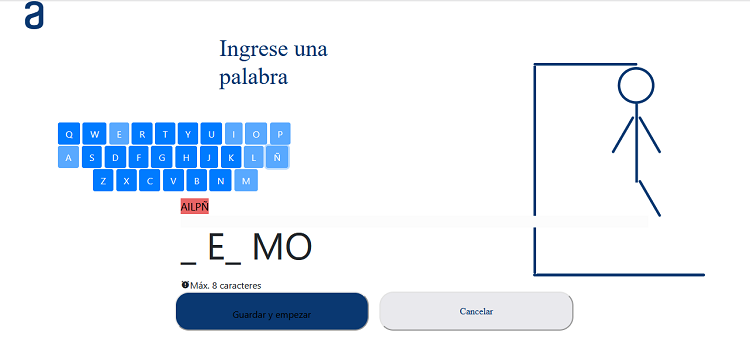 a
Ingrese una
palabra
Q W E R T Y U I O P
A S D F G H J K L Ñ
Z X C V B N M
AILPÑ
_ E_ MO
Máx. 8 caracteres
Guardar y empezar
Cancelar